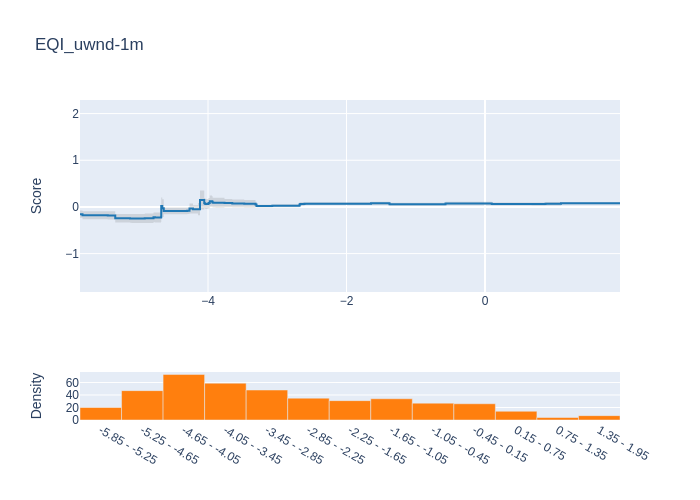 EQI_uwnd-1m
Score
2
1
0
−1
−4
−2
0
Density
60
40
20
0
-5.85 - -5.25
-5.25 - -4.65
-4.65 - -4.05
-4.05 - -3.45
-3.45 - -2.85
-2.85 - -2.25
-2.25 - -1.65
-1.65 - -1.05
-1.05 - -0.45
-0.45 - 0.15
0.15 - 0.75
0.75 - 1.35
1.35 - 1.95